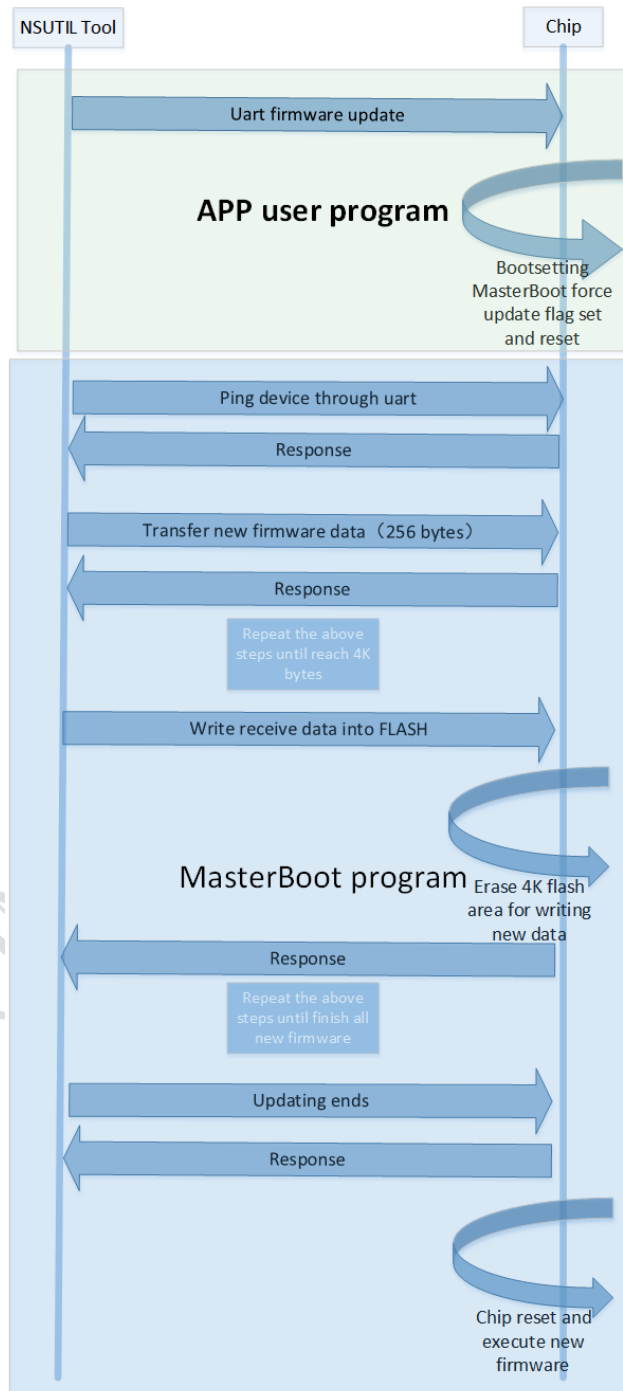 NSUTIL Tool
Chip
Uart firmware update
APP user program
Bootsetting
MasterBoot force
update flag set
and reset
Ping device through uart
Response
Transfer new firmware data（256 bytes）
Response
Repeat the above
steps until reach 4K
bytes
Write receive data into FLASH
MasterBoot program
Erase 4K flash
area for writing
new data
Response
Repeat the above
steps until finish all
new firmware
Updating ends
Response
Chip reset and
execute new
firmware